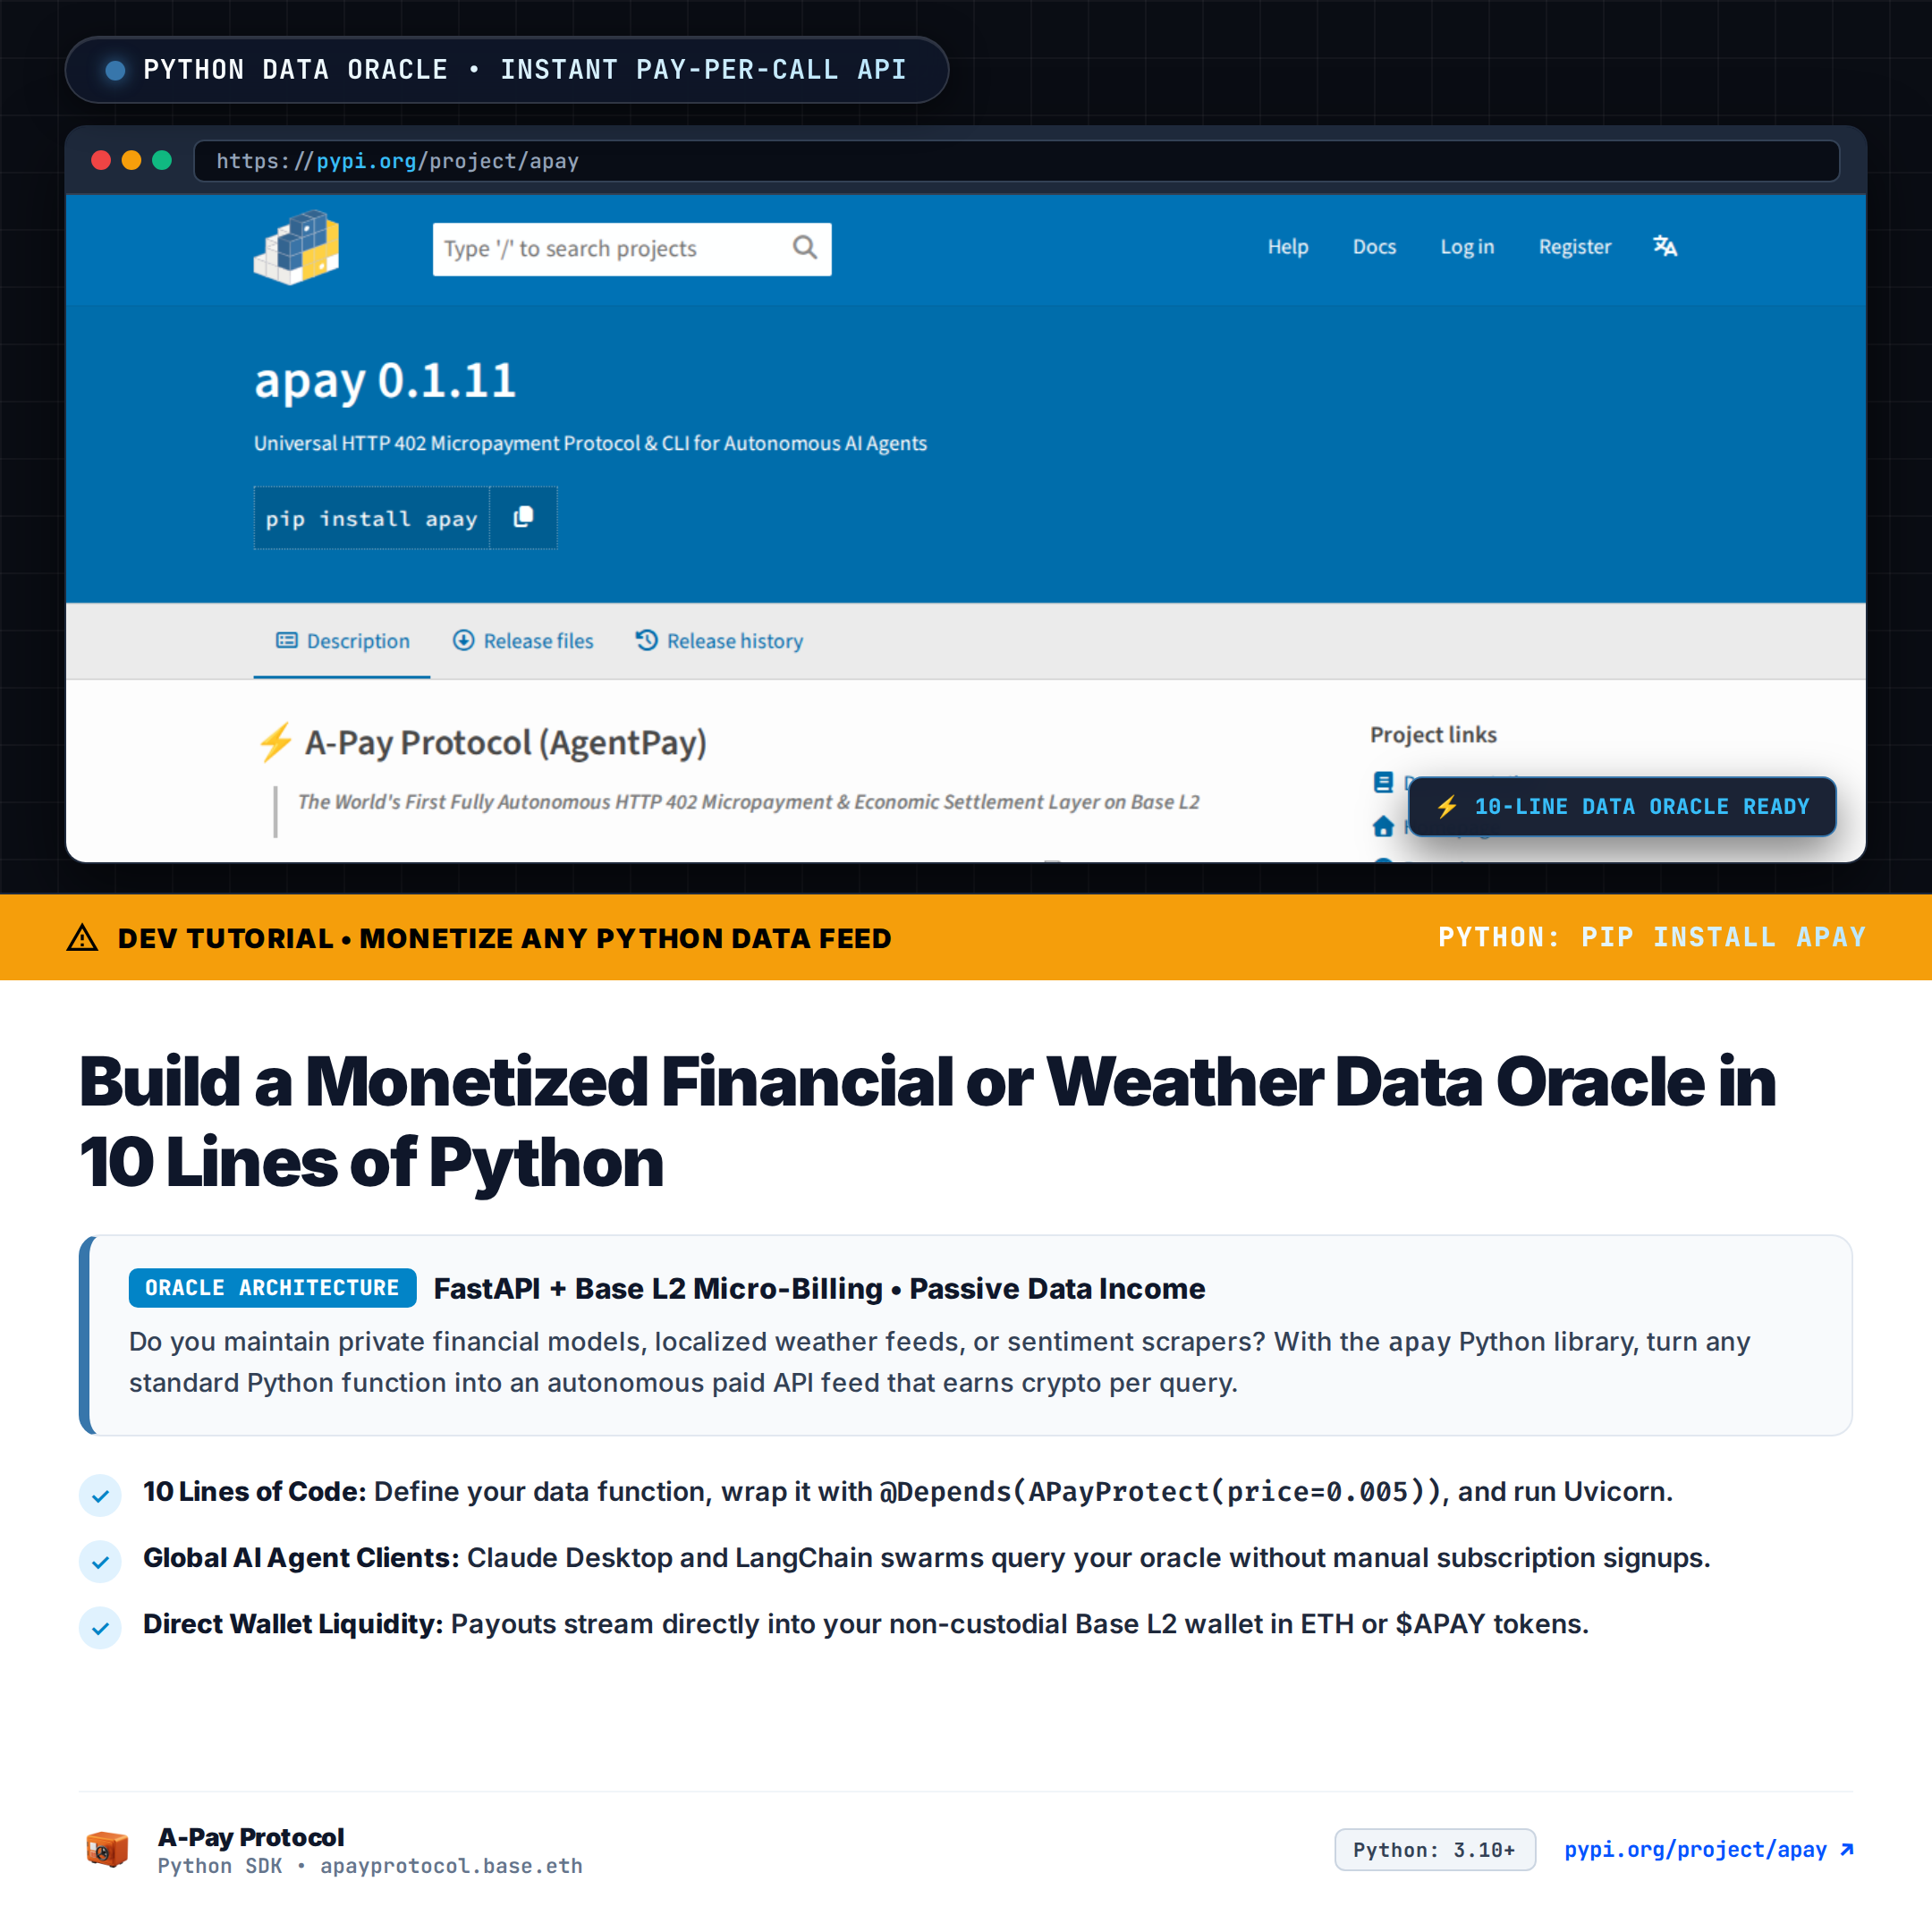 PYTHON DATA ORACLE • INSTANT PAY-PER-CALL API
https://pypi.org/project/apay
Type '/' to search projects
Help Docs Log in Register
apay 0.1.11
Universal HTTP 402 Micropayment Protocol & CLI for Autonomous AI Agents
pip install apay
Description Release files Release history
⚡ A-Pay Protocol (AgentPay)
Project links
The World's First Fully Autonomous HTTP 402 Micropayment & Economic Settlement Layer on Base L2
⚡ 10-LINE DATA ORACLE READY
DEV TUTORIAL • MONETIZE ANY PYTHON DATA FEED
PYTHON: PIP INSTALL APAY
Build a Monetized Financial or Weather Data Oracle in
10 Lines of Python
ORACLE ARCHITECTURE FastAPI + Base L2 Micro-Billing • Passive Data Income
Do you maintain private financial models, localized weather feeds, or sentiment scrapers? With the apay Python library, turn any
standard Python function into an autonomous paid API feed that earns crypto per query.
10 Lines of Code: Define your data function, wrap it with @Depends(APayProtect(price=0.005)), and run Uvicorn.
Global AI Agent Clients: Claude Desktop and LangChain swarms query your oracle without manual subscription signups.
Direct Wallet Liquidity: Payouts stream directly into your non-custodial Base L2 wallet in ETH or $APAY tokens.
A-Pay Protocol
Python SDK • apayprotocol.base.eth
Python: 3.10+
pypi.org/project/apay ↗